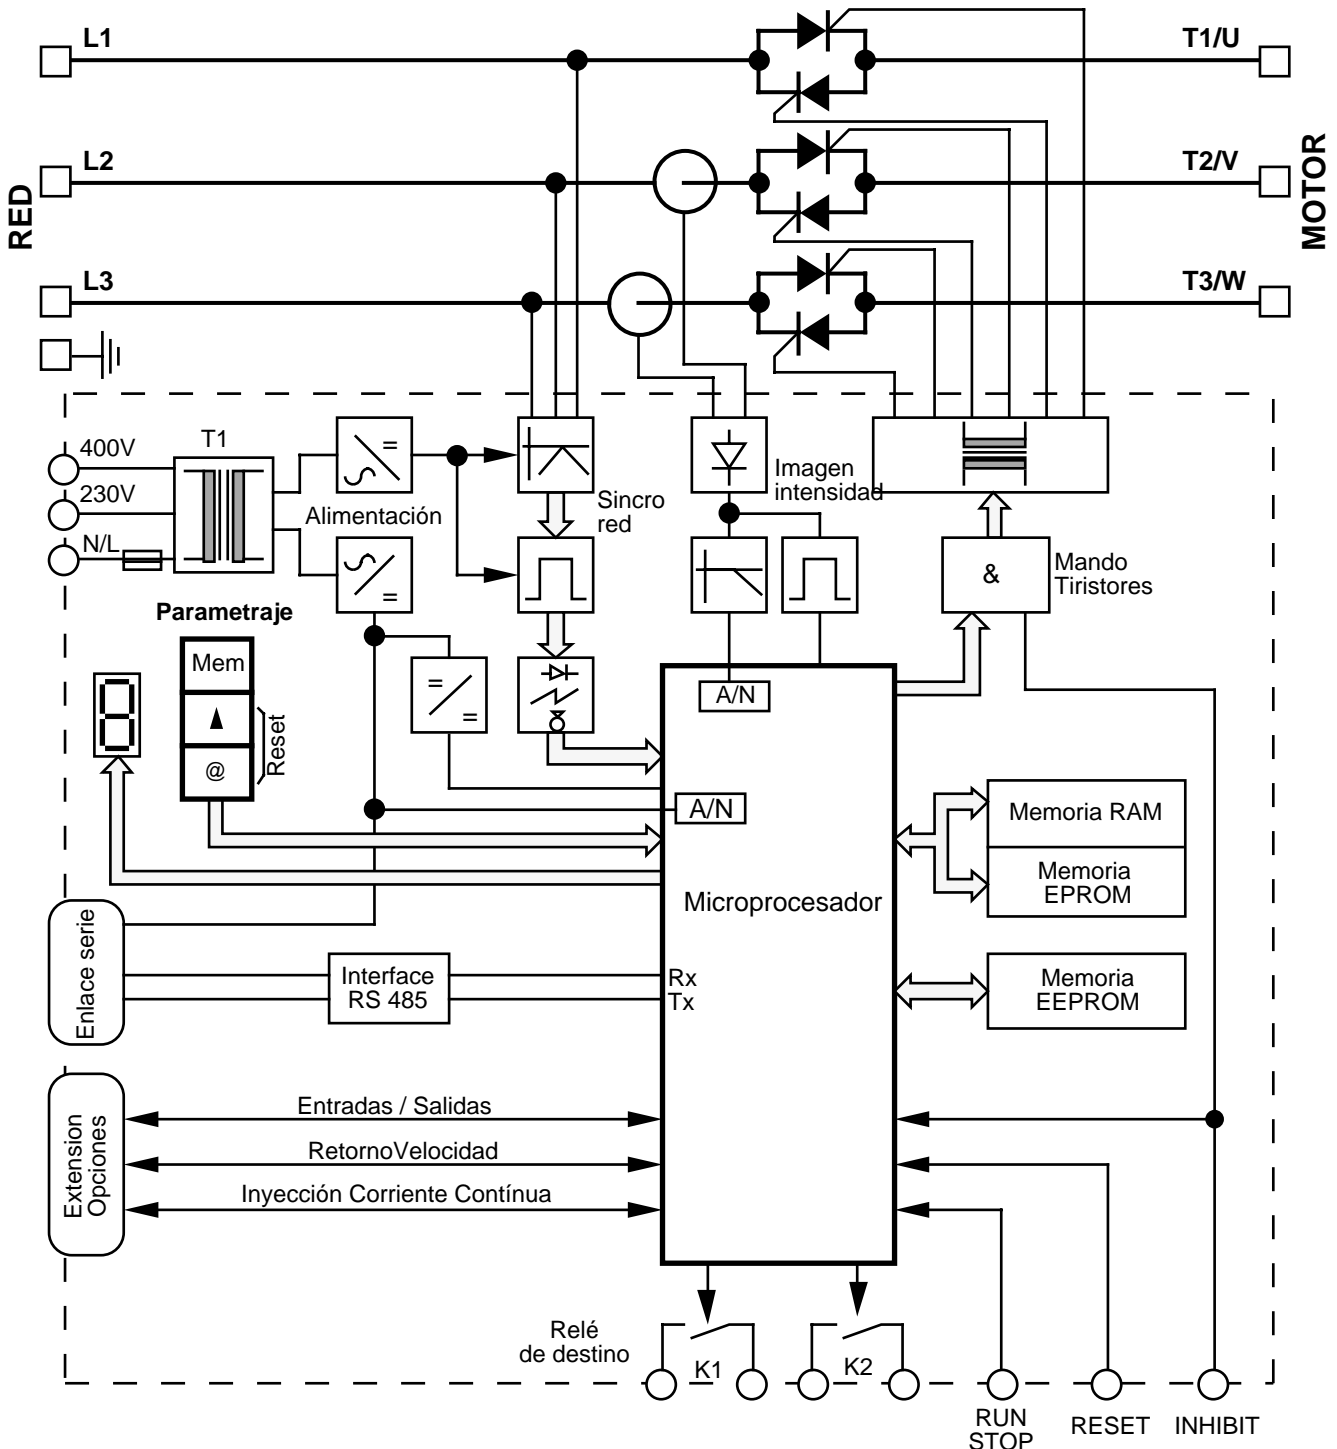 L1
T1/U
L2
T2/V
RED
MOTOR
L3
T3/W
400V
T1
230V
N/L
Alimentación
Sincro
red
Imagen
intensidad
&
Mando
Tiristores
Parametraje
Mem
@
Reset
A/N
A/N
Memoria RAM
Memoria
EPROM
Microprocesador
Enlace serie
Interface
RS 485
Rx
Tx
Memoria
EEPROM
Extension
Opciones
Entradas / Salidas
RetornoVelocidad
Inyección Corriente Contínua
Relé
de destino
K1
K2
RUN
STOP
RESET
INHIBIT